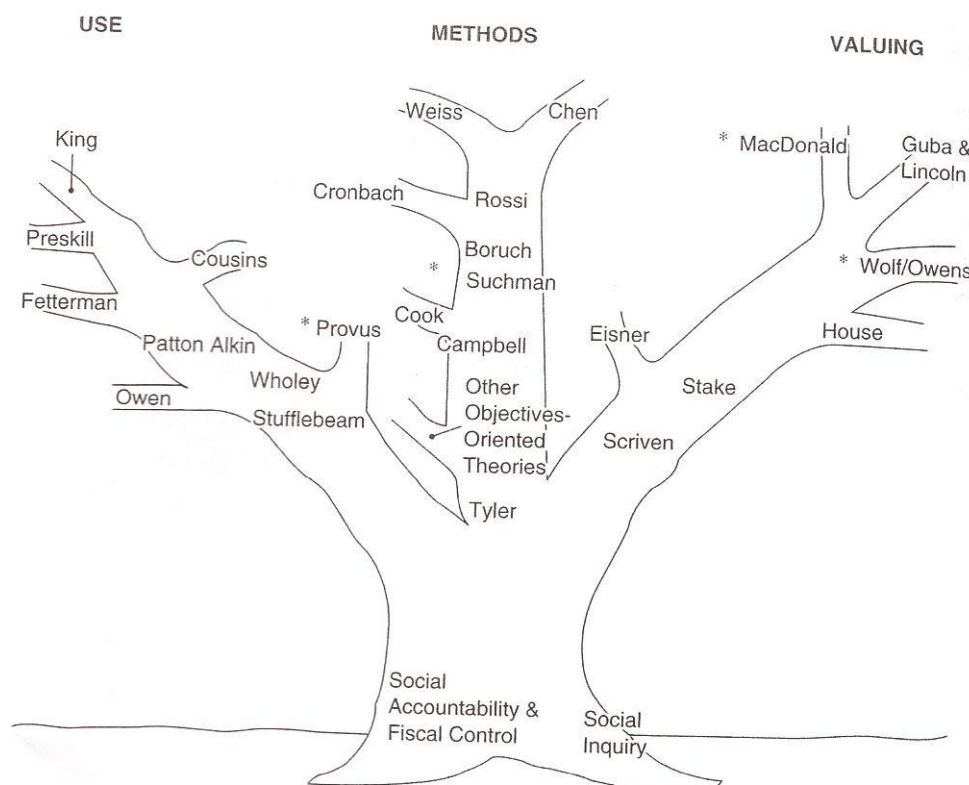 USE
METHODS
VALUING
Weiss
Chen
King
* MacDonald
Guba &
Lincoln
Cronbach
Rossi
Preskill
Cousins
Boruch
*
Suchman
* Wolf/Owens
Fetterman
Cook
* Provus
Eisner
House
Patton Alkin
Campbell
Wholey
Other
Objectives-
Oriented
Theories
Stake
Owen
Stufflebeam
Scriven
Tyler
Social
Accountability &
Fiscal Control
Social
Inquiry